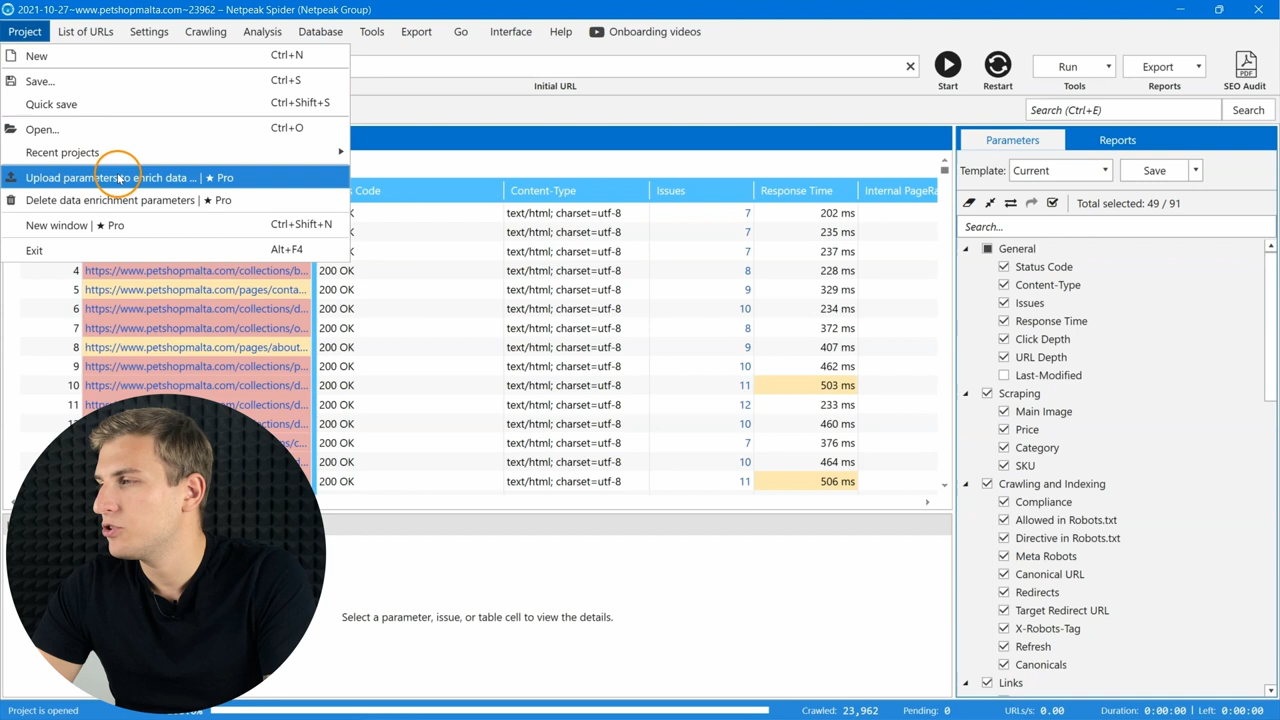 2021-10-27~www.petshopmalta.com~23962 – Netpeak Spider (Netpeak Group)
Project List of URLs Settings Crawling Analysis Database Tools Export Go Interface Help Onboarding videos
New Ctrl+N
Save... Ctrl+S
Quick save Ctrl+Shift+S
Open... Ctrl+O
Recent projects
Upload parameters to enrich data ... | ★ Pro
Delete data enrichment parameters | ★ Pro
New window | ★ Pro Ctrl+Shift+N
Exit Alt+F4
Initial URL
Start
Restart
Run
Tools
Export
Reports
PDF
SEO Audit
Search (Ctrl+E) Search
Code Content-Type Issues Response Time Internal PageRa
text/html; charset=utf-8 7 202 ms
text/html; charset=utf-8 7 235 ms
text/html; charset=utf-8 7 237 ms
4 https://www.petshopmalta.com/collections/b... 200 OK text/html; charset=utf-8 8 228 ms
5 https://www.petshopmalta.com/pages/conta... 200 OK text/html; charset=utf-8 9 329 ms
6 https://www.petshopmalta.com/collections/d... 200 OK text/html; charset=utf-8 10 234 ms
7 https://www.petshopmalta.com/collections/o... 200 OK text/html; charset=utf-8 8 372 ms
8 https://www.petshopmalta.com/pages/about... 200 OK text/html; charset=utf-8 9 407 ms
9 https://www.petshopmalta.com/collections/p... 200 OK text/html; charset=utf-8 10 462 ms
10 https://www.petshopmalta.com/collections/d... 200 OK text/html; charset=utf-8 11 503 ms
11 200 OK text/html; charset=utf-8 12 233 ms
200 OK text/html; charset=utf-8 10 460 ms
200 OK text/html; charset=utf-8 7 376 ms
200 OK text/html; charset=utf-8 10 464 ms
200 OK text/html; charset=utf-8 11 506 ms
Select a parameter, issue, or table cell to view the details.
Parameters Reports
Template: Current Save
Total selected: 49 / 91
Search...
General
Status Code
Content-Type
Issues
Response Time
Click Depth
URL Depth
Last-Modified
Scraping
Main Image
Price
Category
SKU
Crawling and Indexing
Compliance
Allowed in Robots.txt
Directive in Robots.txt
Meta Robots
Canonical URL
Redirects
Target Redirect URL
X-Robots-Tag
Refresh
Canonicals
Links
Project is opened Crawled: 23,962 Pending: 0 URLs/s: 0.00 Duration: 0:00:00 | Left: 0:00:00